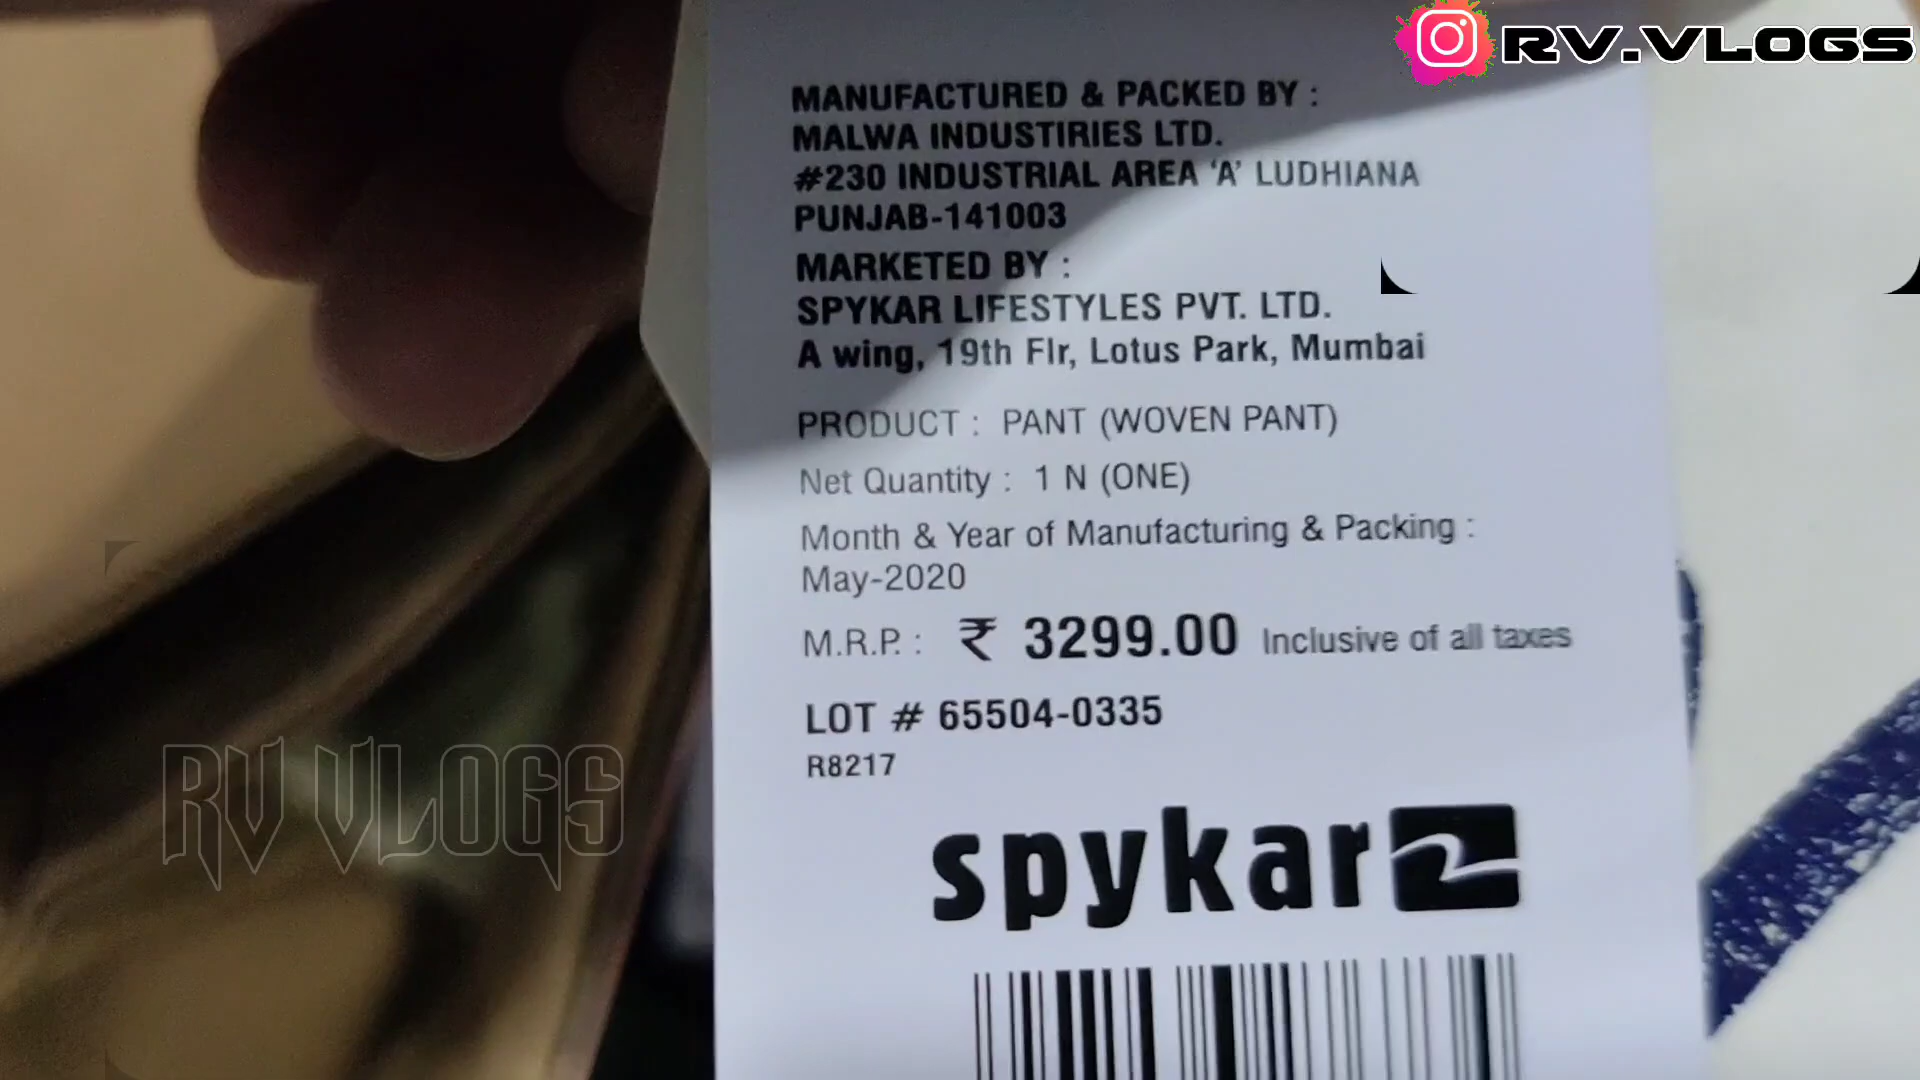 RV.VLOGS
MANUFACTURED & PACKED BY :
MALWA INDUSTIRIES LTD.
#230 INDUSTRIAL AREA 'A' LUDHIANA
PUNJAB-141003
MARKETED BY :
SPYKAR LIFESTYLES PVT. LTD.
A wing, 19th Flr, Lotus Park, Mumbai
PRODUCT : PANT (WOVEN PANT)
Net Quantity : 1 N (ONE)
Month & Year of Manufacturing & Packing :
May-2020
M.R.P. : ₹ 3299.00 Inclusive of all taxes
LOT # 65504-0335
R8217
RV VLOGS
spykar